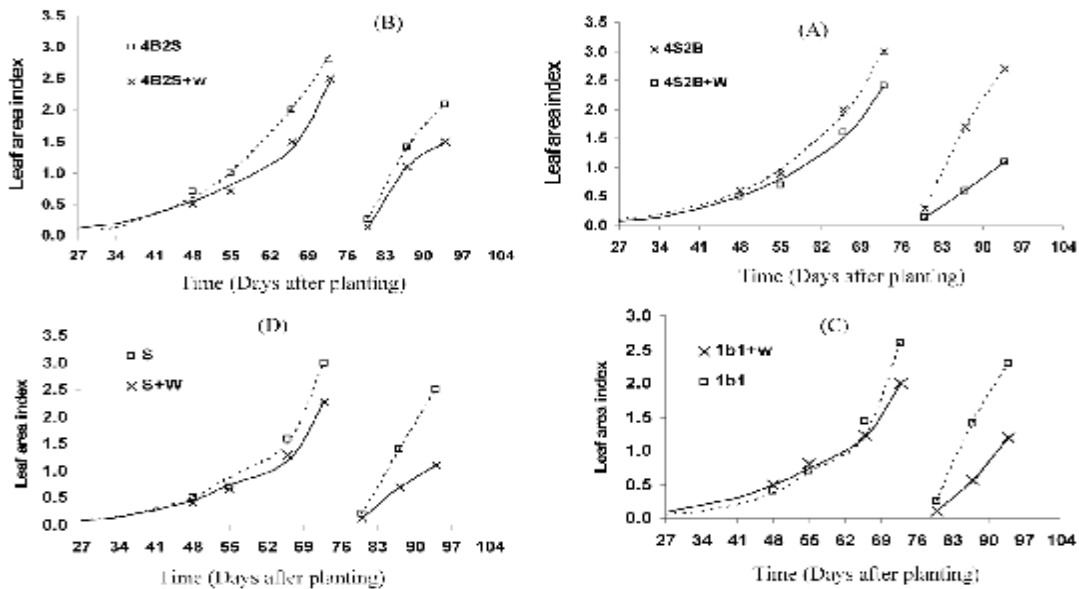 (B)
4B2S
4B2S+w
Leaf area index
3.5
3.0
2.5
2.0
1.5
1.0
0.5
0.0
27 34 41 48 55 62 69 76 83 87 97 104
Time (Days after planting)
(A)
4S2B
4S2B+W
Leaf area index
3.5
3.0
2.5
2.0
1.5
1.0
0.5
0.0
27 34 41 48 55 62 69 76 83 90 97 104
Time (Days after planting)
(D)
S
S+W
Leaf area index
3.5
3.0
2.5
2.0
1.5
1.0
0.5
0.0
27 34 41 48 55 62 76 83 90 97 104
Time (Days after planting)
(C)
1b1+w
1b1
Leaf area index
3.0
2.5
2.0
1.5
1.0
0.5
0.0
27 34 41 48 55 62 69 76 83 90 97 104
Time (Days after planting)